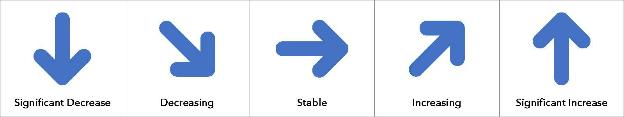 Significant Decrease
Decreasing
Stable
Increasing
Significant Increase